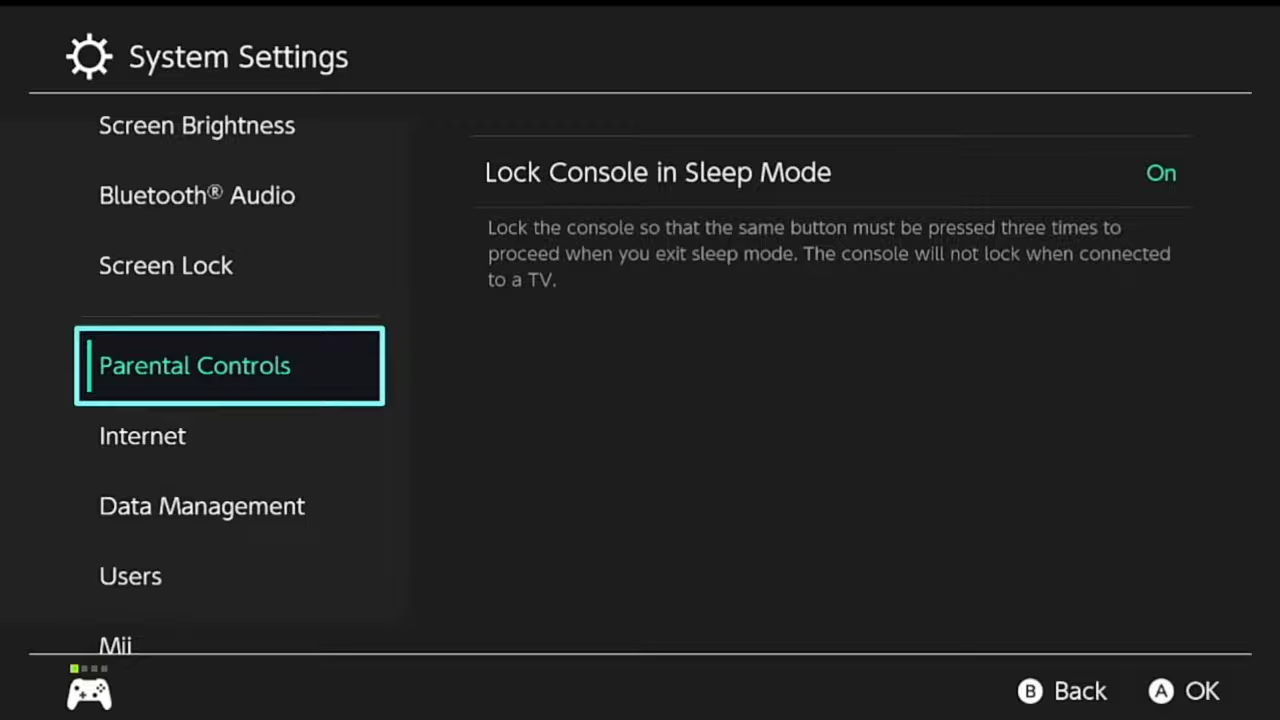 System Settings
Screen Brightness
Bluetooth® Audio
Screen Lock
Parental Controls
Internet
Data Management
Users
Mii
Lock Console in Sleep Mode On
Lock the console so that the same button must be pressed three times to
proceed when you exit sleep mode. The console will not lock when connected
to a TV.
B Back A OK